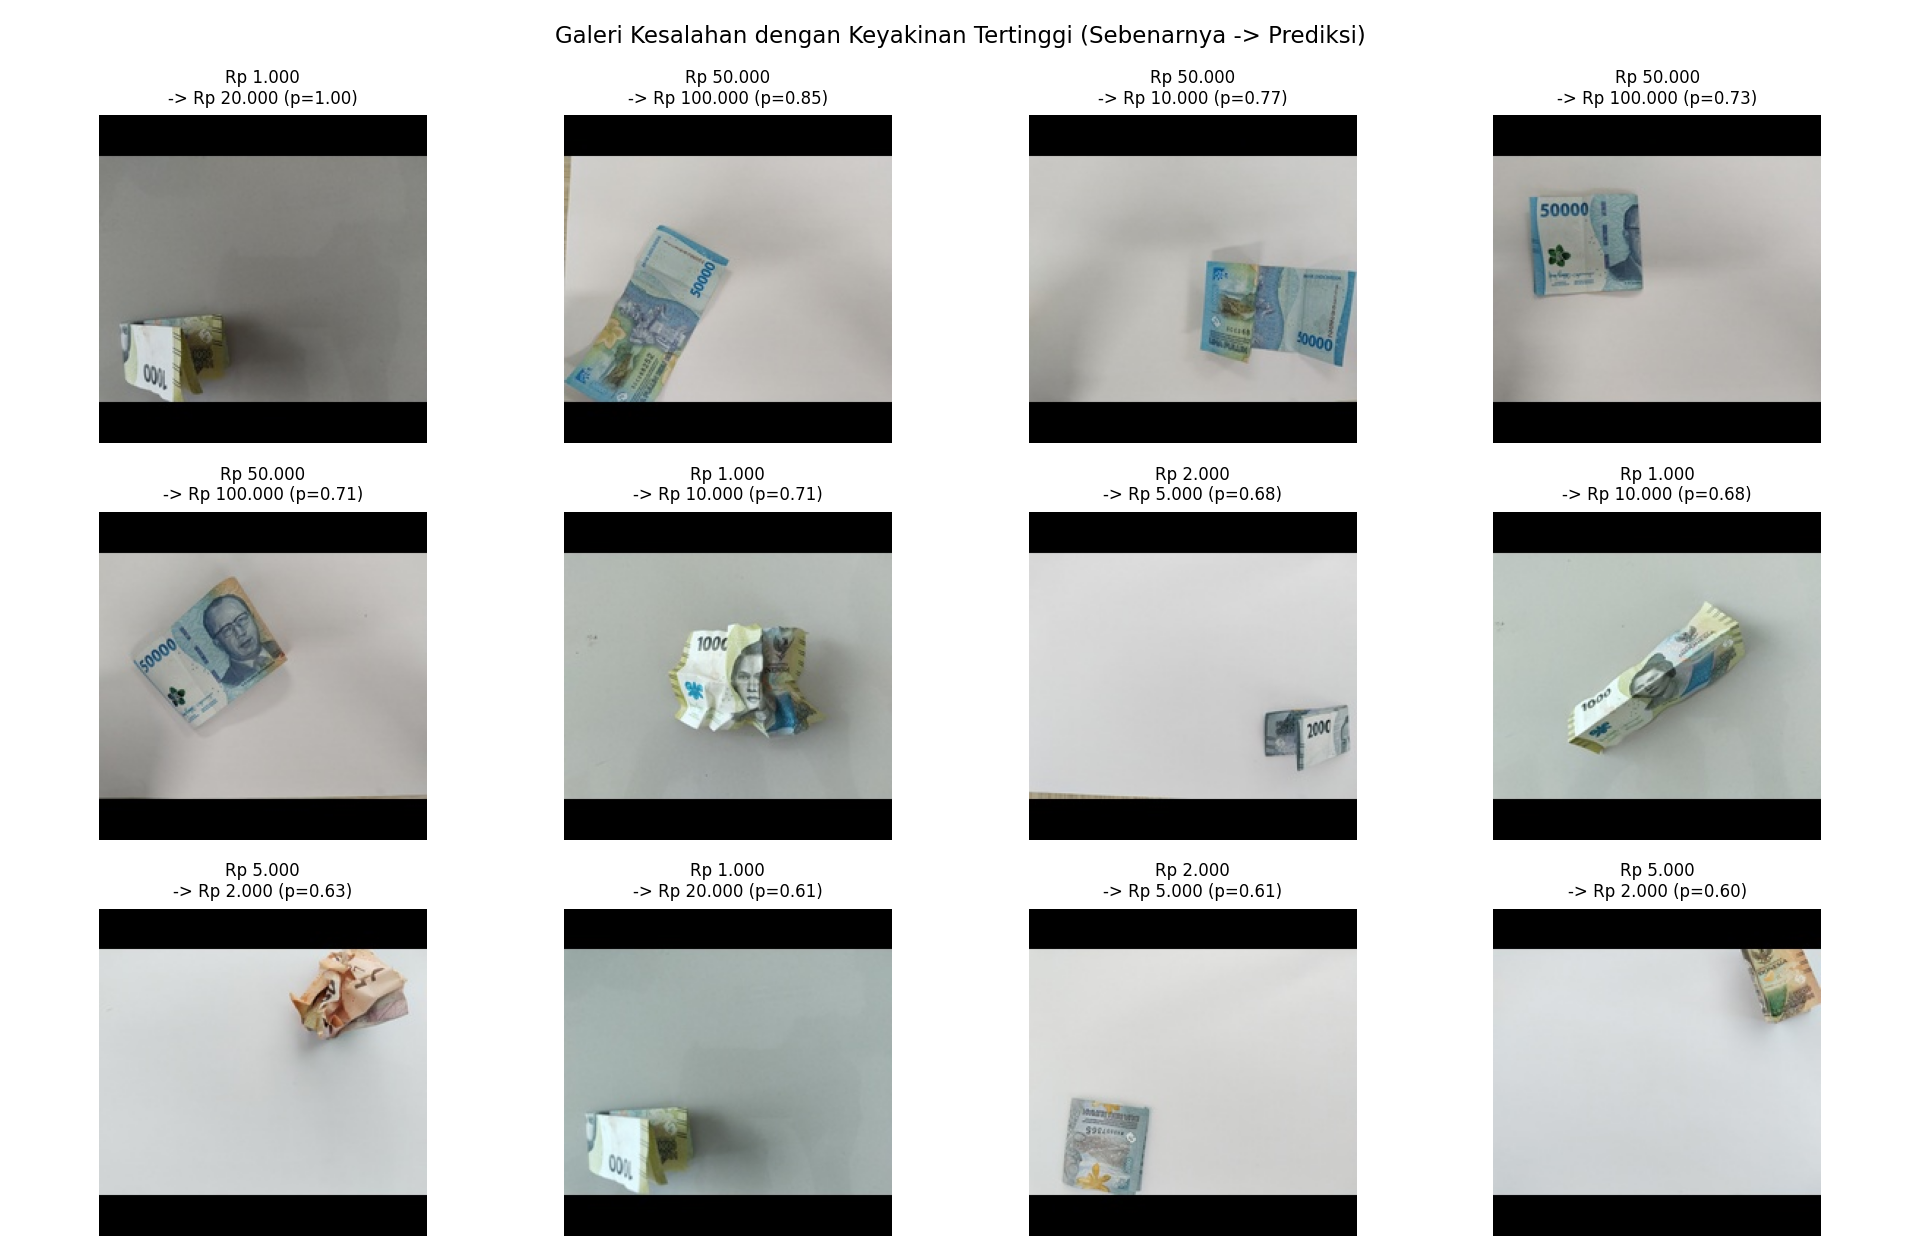 Galeri Kesalahan dengan Keyakinan Tertinggi (Sebenarnya -> Prediksi)
Rp 1.000
-> Rp 20.000 (p=1.00)
Rp 50.000
-> Rp 100.000 (p=0.85)
Rp 50.000
-> Rp 10.000 (p=0.77)
Rp 50.000
-> Rp 100.000 (p=0.73)
1000
50000
50000
50000
Rp 50.000
-> Rp 100.000 (p=0.71)
Rp 1.000
-> Rp 10.000 (p=0.71)
Rp 2.000
-> Rp 5.000 (p=0.68)
Rp 1.000
-> Rp 10.000 (p=0.68)
50000
1000
2000
1000
Rp 5.000
-> Rp 2.000 (p=0.63)
Rp 1.000
-> Rp 20.000 (p=0.61)
Rp 2.000
-> Rp 5.000 (p=0.61)
Rp 5.000
-> Rp 2.000 (p=0.60)
1000